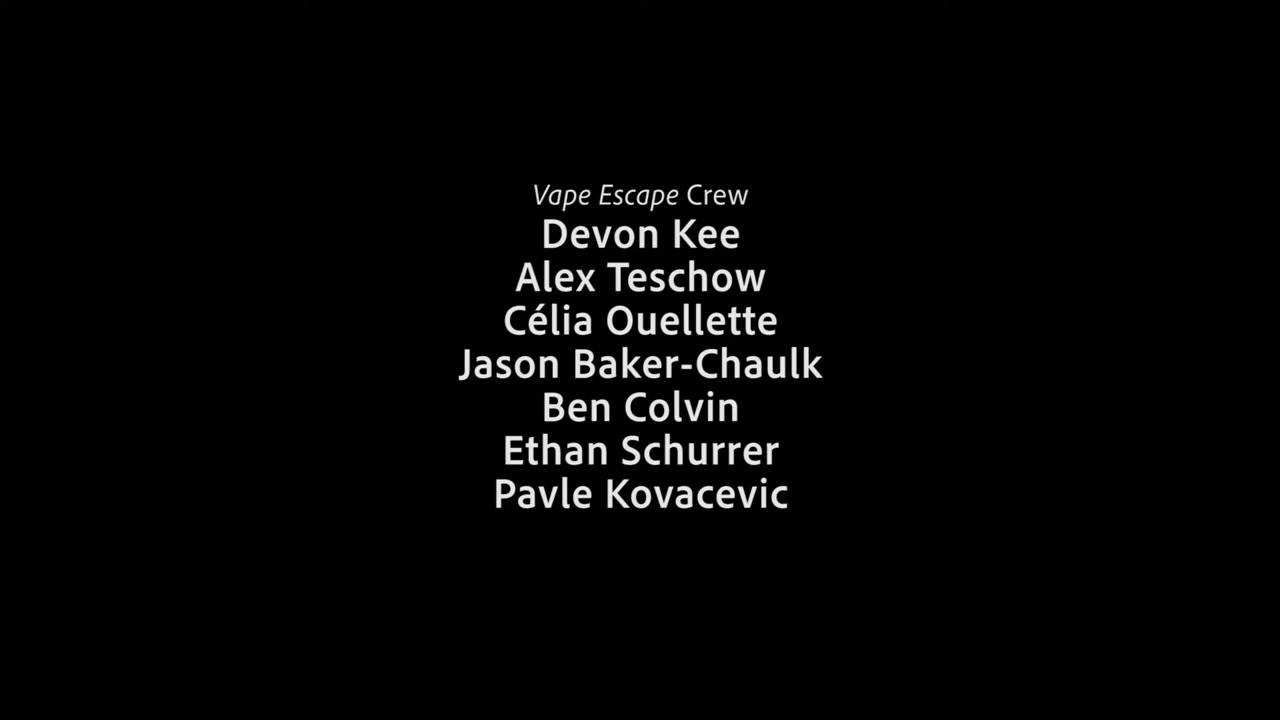 Vape Escape Crew
Devon Kee
Alex Teschow
Célia Ouellette
Jason Baker-Chaulk
Ben Colvin
Ethan Schurrer
Pavle Kovacevic